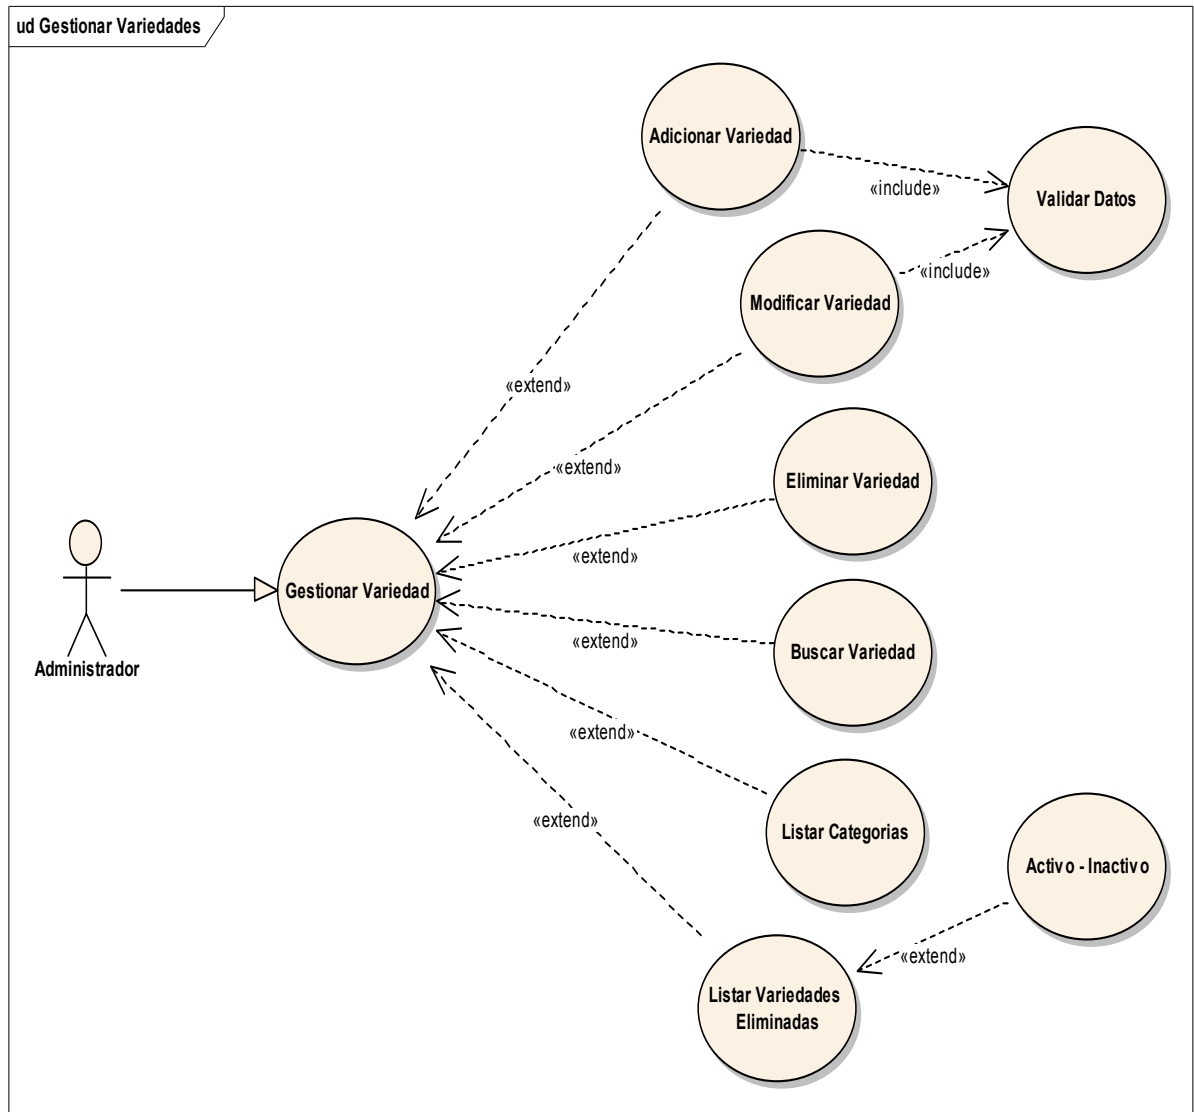 ud Gestionar Variedades
Adicionar Variedad
«include»
Validar Datos
Modificar Variedad
«include»
«extend»
«extend»
Eliminar Variedad
«extend»
Gestionar Variedad
Administrador
Buscar Variedad
«extend»
«extend»
Listar Categorias
«extend»
Activo - Inactivo
«extend»
Listar Variedades
Eliminadas